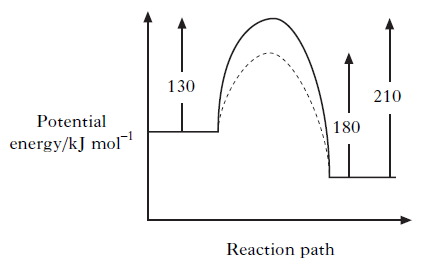 130
210
180
Potential
energy/kJ mol⁻¹
Reaction path